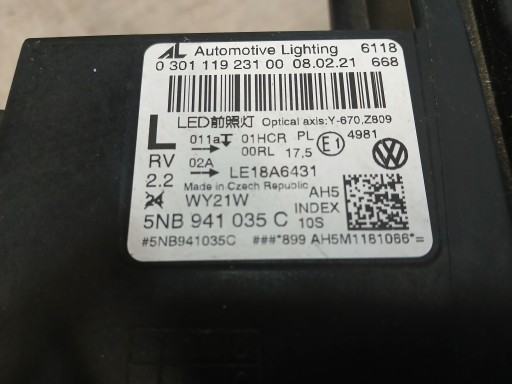 AL Automotive Lighting 6118
0 301 119 231 00 08.02.21 668
LED前照灯 Optical axis:Y-670,Z809
L 011a 01HCR PL E1 4981
00RL 17.5
RV 02A LE18A6431
2.2 Made in Czech Republic AH5
24 WY21W INDEX
5NB 941 035 C 10S
#5NB941035C ###*899 AH5M1181066*=